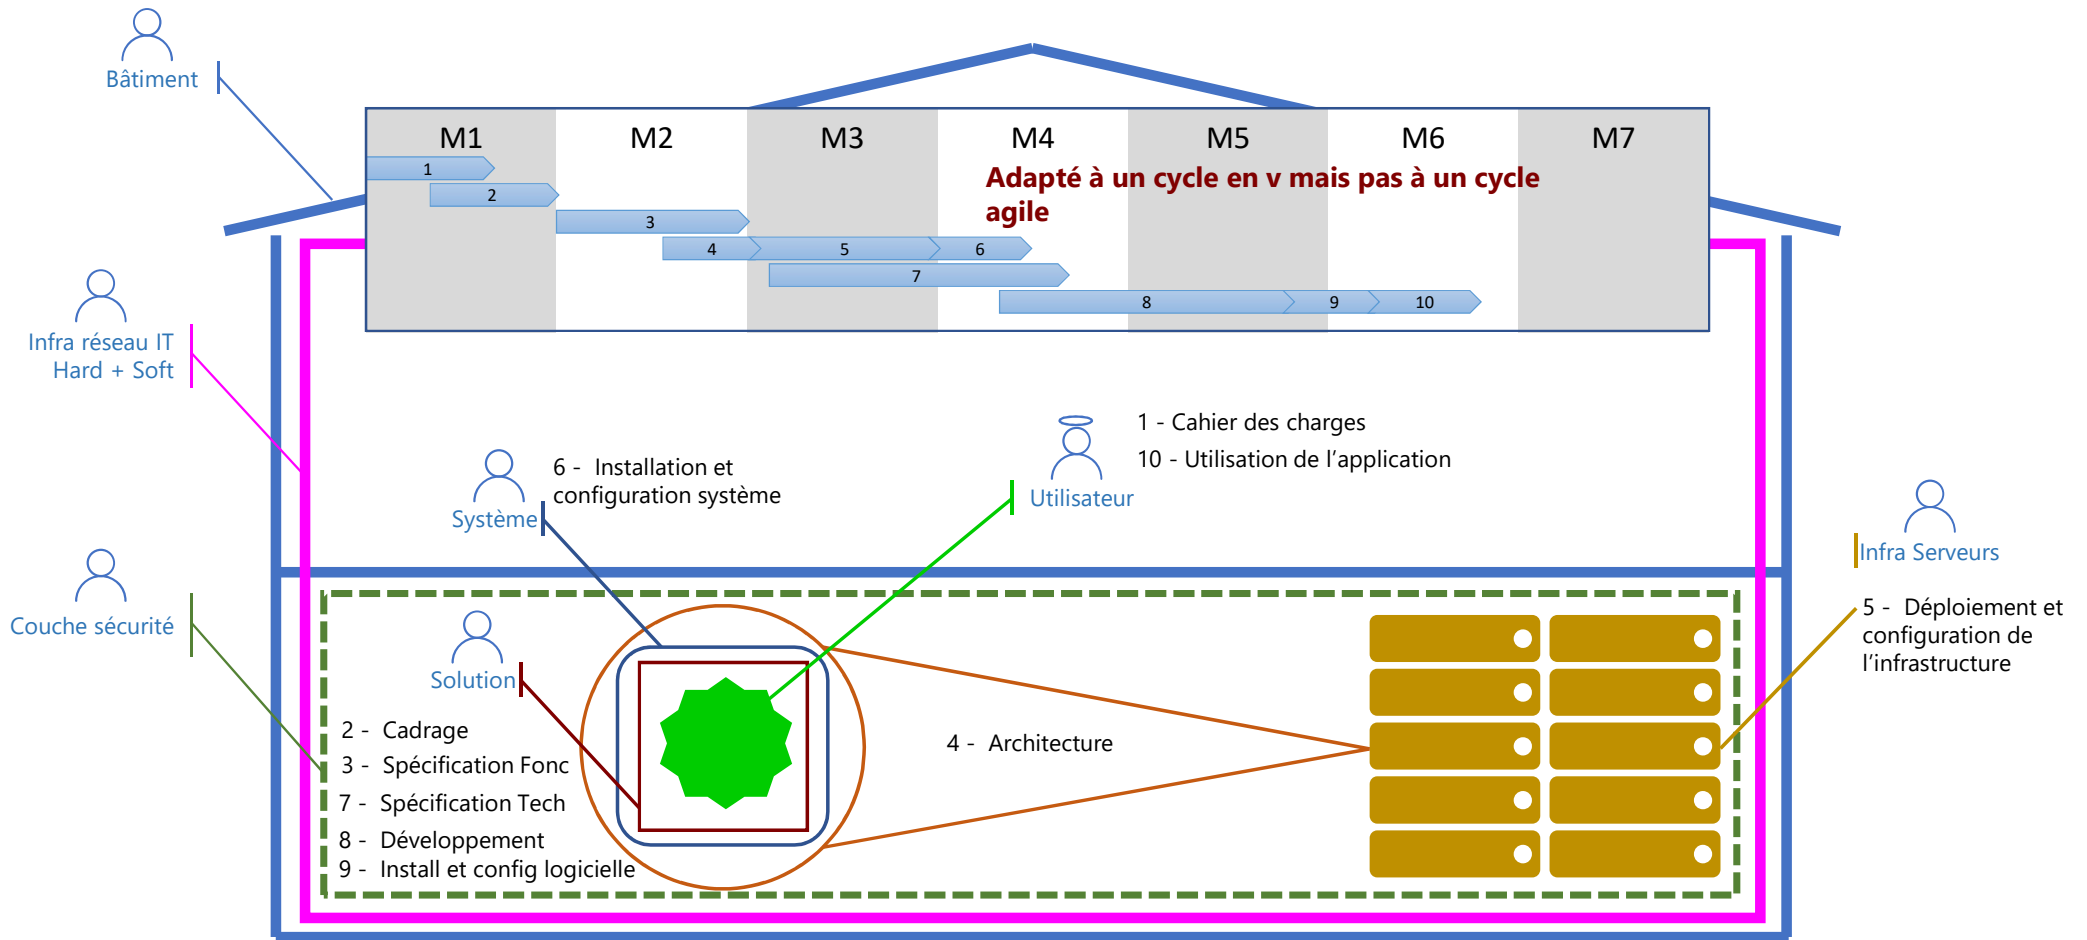 Bâtiment
M1
M2
M3
M4
M5
M6
M7
1
2
3
4
5
6
7
8
9
10
Adapté à un cycle en v mais pas à un cycle
agile
Infra réseau IT
Hard + Soft
1 - Cahier des charges
10 - Utilisation de l’application
Utilisateur
6 - Installation et
configuration système
Système
Infra Serveurs
5 - Déploiement et
configuration de
l’infrastructure
Couche sécurité
Solution
2 - Cadrage
3 - Spécification Fonc
7 - Spécification Tech
8 - Développement
9 - Install et config logicielle
4 - Architecture